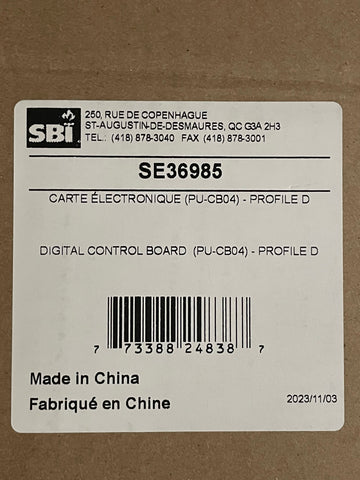 SBI
250, RUE DE COPENHAGUE
ST-AUGUSTIN-DE-DESMAURES, QC G3A 2H3
TEL.: (418) 878-3040 FAX (418) 878-3001
SE36985
CARTE ÉLECTRONIQUE (PU-CB04) - PROFILE D
DIGITAL CONTROL BOARD (PU-CB04) - PROFILE D
7 73388 24838 7
Made in China
Fabriqué en Chine
2023/11/03